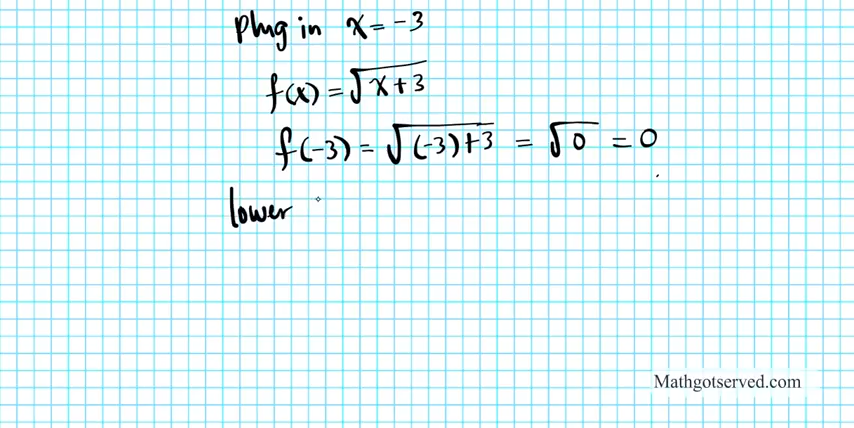 plug in x = -3
f(x) = √x+3
f(-3) = √(-3)+3 = √0 = 0
lower
Mathgotserved.com